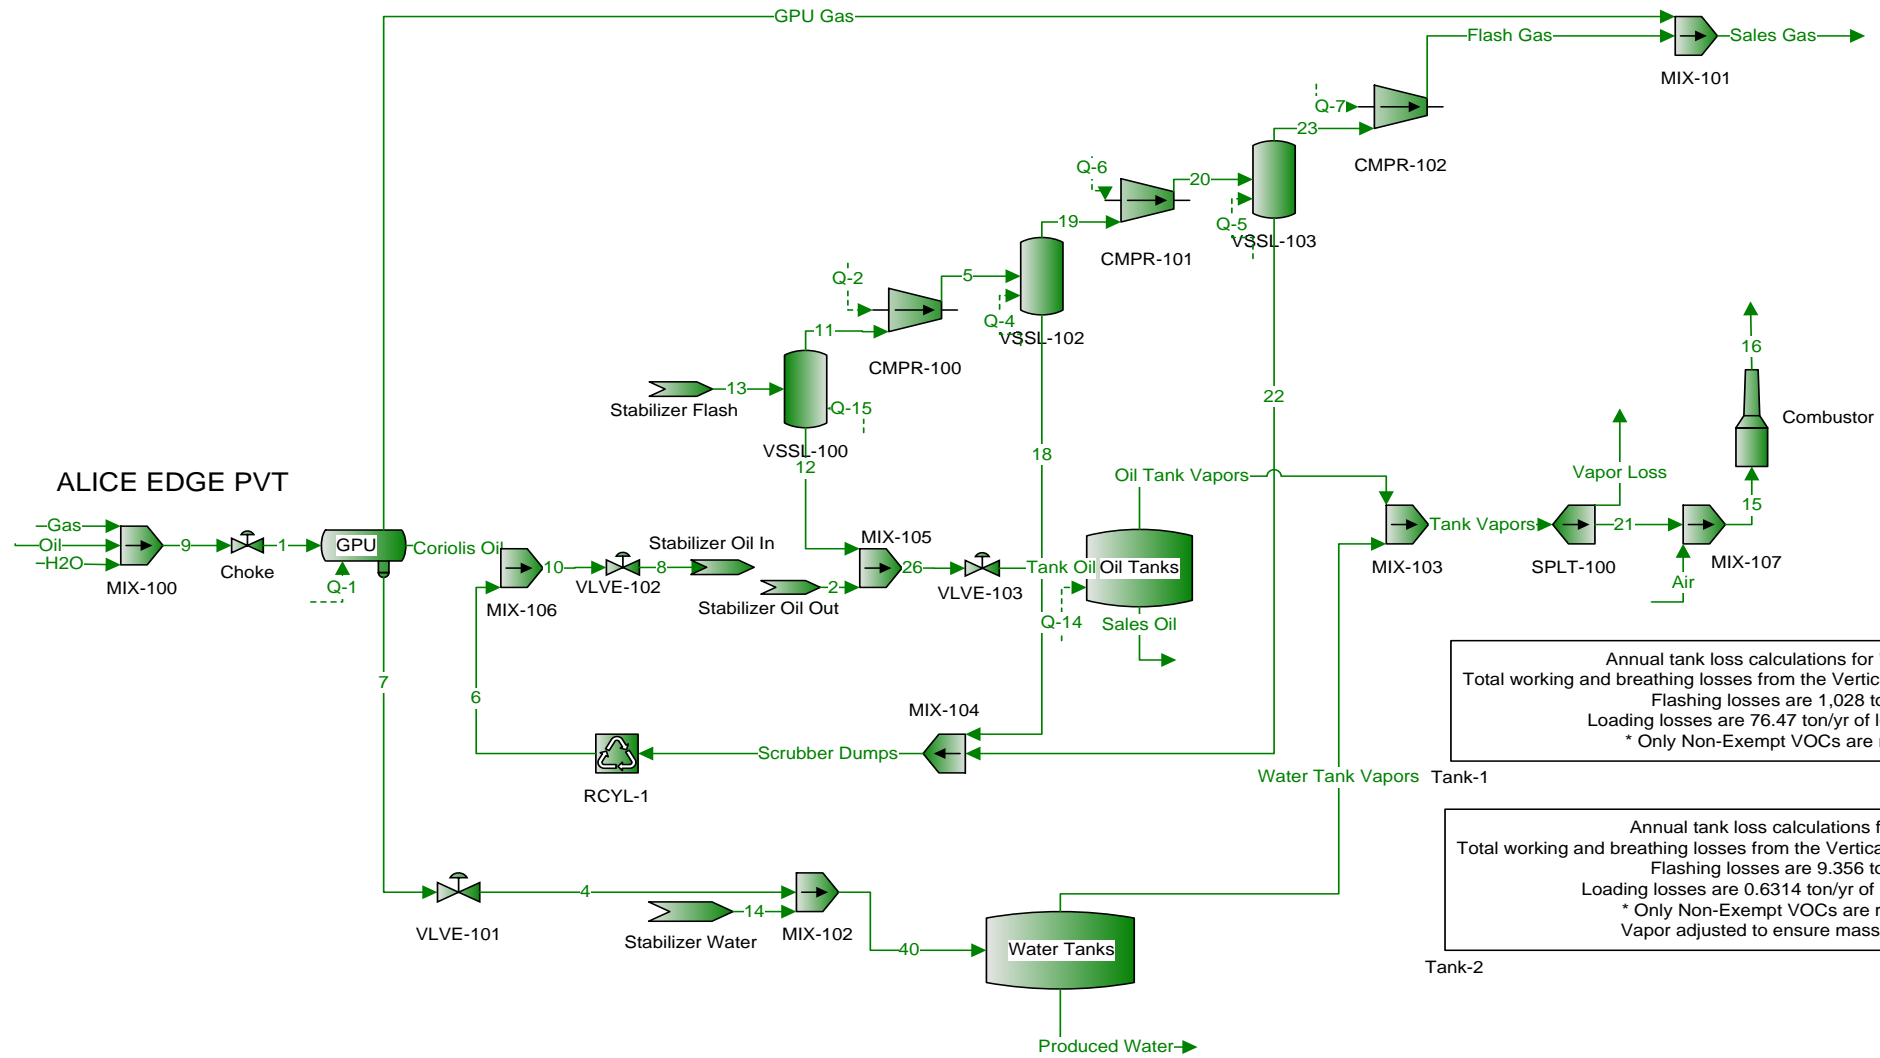 GPU Gas
Flash Gas
Sales Gas
MIX-101
Q-7
23
CMPR-102
Q-6
20
Q-5
VSSL-103
19
CMPR-101
Q-2
5
Q-4
VSSL-102
11
CMPR-100
13
Stabilizer Flash
Q-15
VSSL-100
12
18
22
16
Combustor
15
Vapor Loss
Oil Tank Vapors
ALICE EDGE PVT
Gas
Oil
H2O
MIX-100
9
Choke
1
GPU
Q-1
Coriolis Oil
MIX-106
10
VLVE-102
8
Stabilizer Oil In
Stabilizer Oil Out
2
MIX-105
26
VLVE-103
Tank Oil
Oil Tanks
Q-14
Sales Oil
MIX-103
Tank Vapors
SPLT-100
21
MIX-107
Air
7
6
MIX-104
Scrubber Dumps
RCYL-1
Water Tank Vapors
Annual tank loss calculations for
Total working and breathing losses from the Vertic
Flashing losses are 1,028 to
Loading losses are 76.47 ton/yr of l
* Only Non-Exempt VOCs are r
Tank-1
Annual tank loss calculations f
Total working and breathing losses from the Vertica
Flashing losses are 9.356 to
Loading losses are 0.6314 ton/yr of
* Only Non-Exempt VOCs are r
Vapor adjusted to ensure mass
Tank-2
VLVE-101
4
14
Stabilizer Water
MIX-102
40
Water Tanks
Produced Water